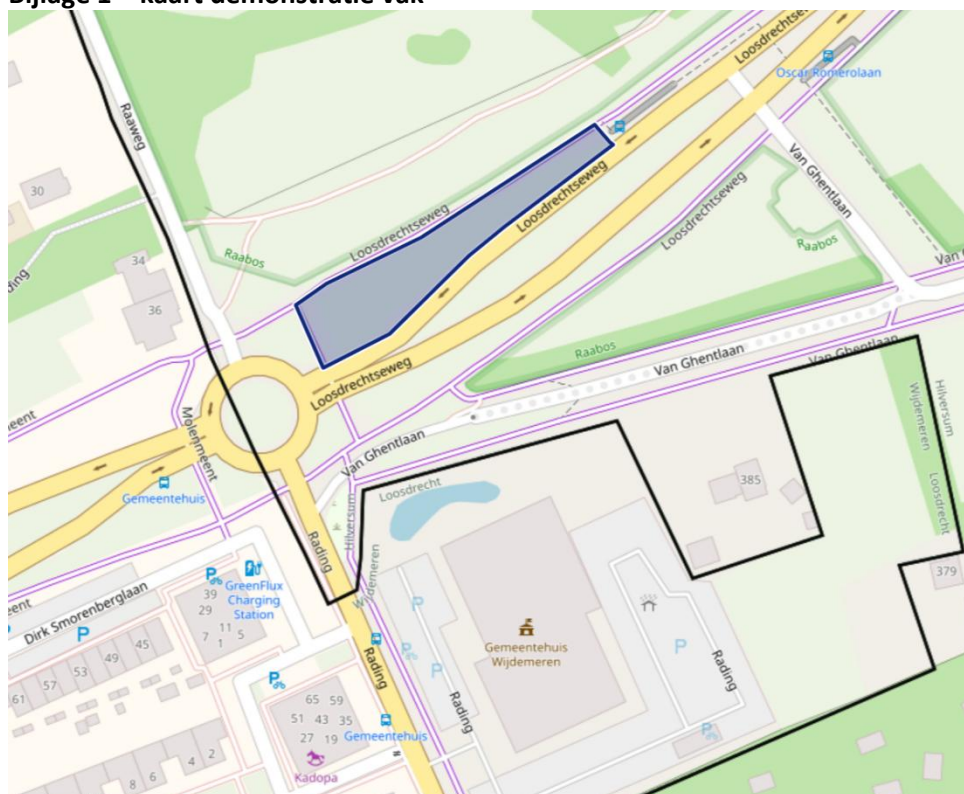 Bijlage 1 – kaart demonstratie vak
Loosdrechtseweg
Oscar Romerolaan
Raaweg
Van Ghentlaan
30
Loosdrechtseweg
Loosdrechtseweg
Loosdrechtseweg
Raabos
Raabos
34
36
Van G
Raabos
Van Ghentlaan
Van Ghentlaan
Loosdrechtseweg
Molenmeent
Hilversum
Wijdemeren
Van Ghentlaan
Loosdrecht
Gemeentehuis
385
Loosdrecht
Hilversum
Rading
Wijdemeren
GreenFlux
Charging
Station
39
29
11
7
5
1
379
Dirk Smorenberglaan
P
P
P
P
P
Gemeentehuis
Wijdemeren
45
49
53
57
61
Rading
Rading
Rading
65 59
51 43 35
27 19
Gemeentehuis
Kadopa
2
4
6
8